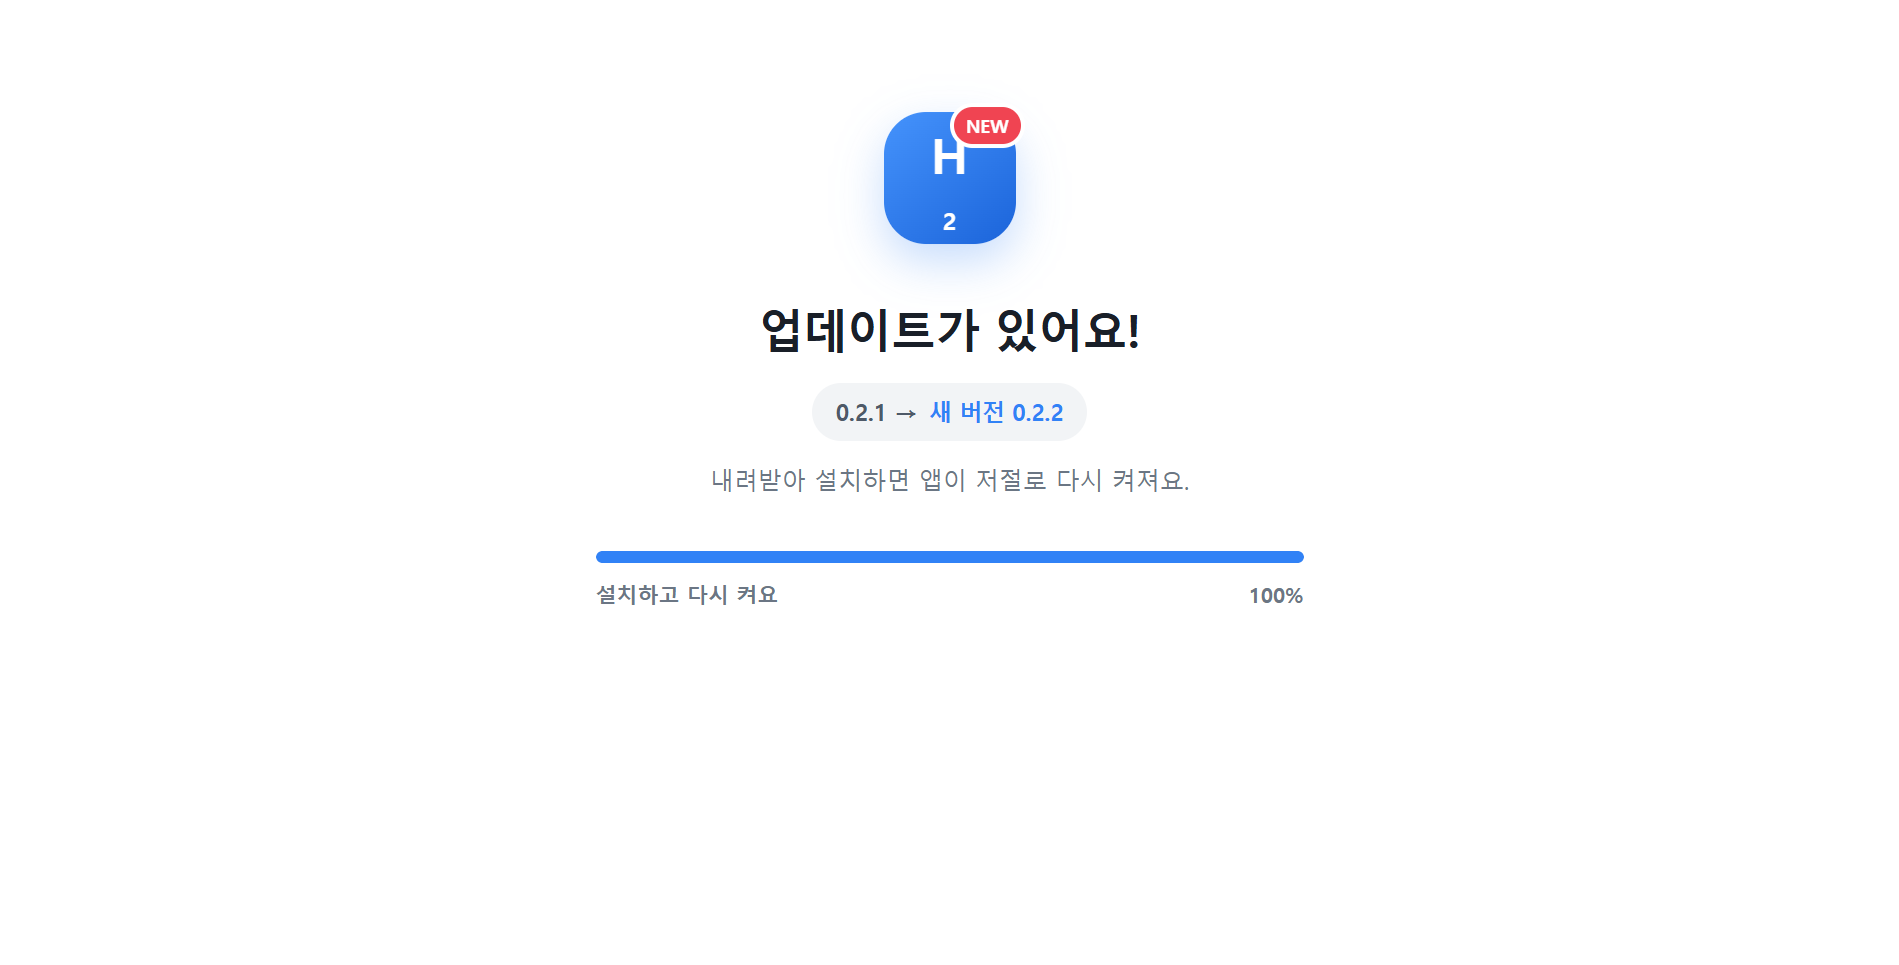 NEW
H
2
업데이트가 있어요!
0.2.1 → 새 버전 0.2.2
내려받아 설치하면 앱이 저절로 다시 켜져요.
설치하고 다시 켜요 100%